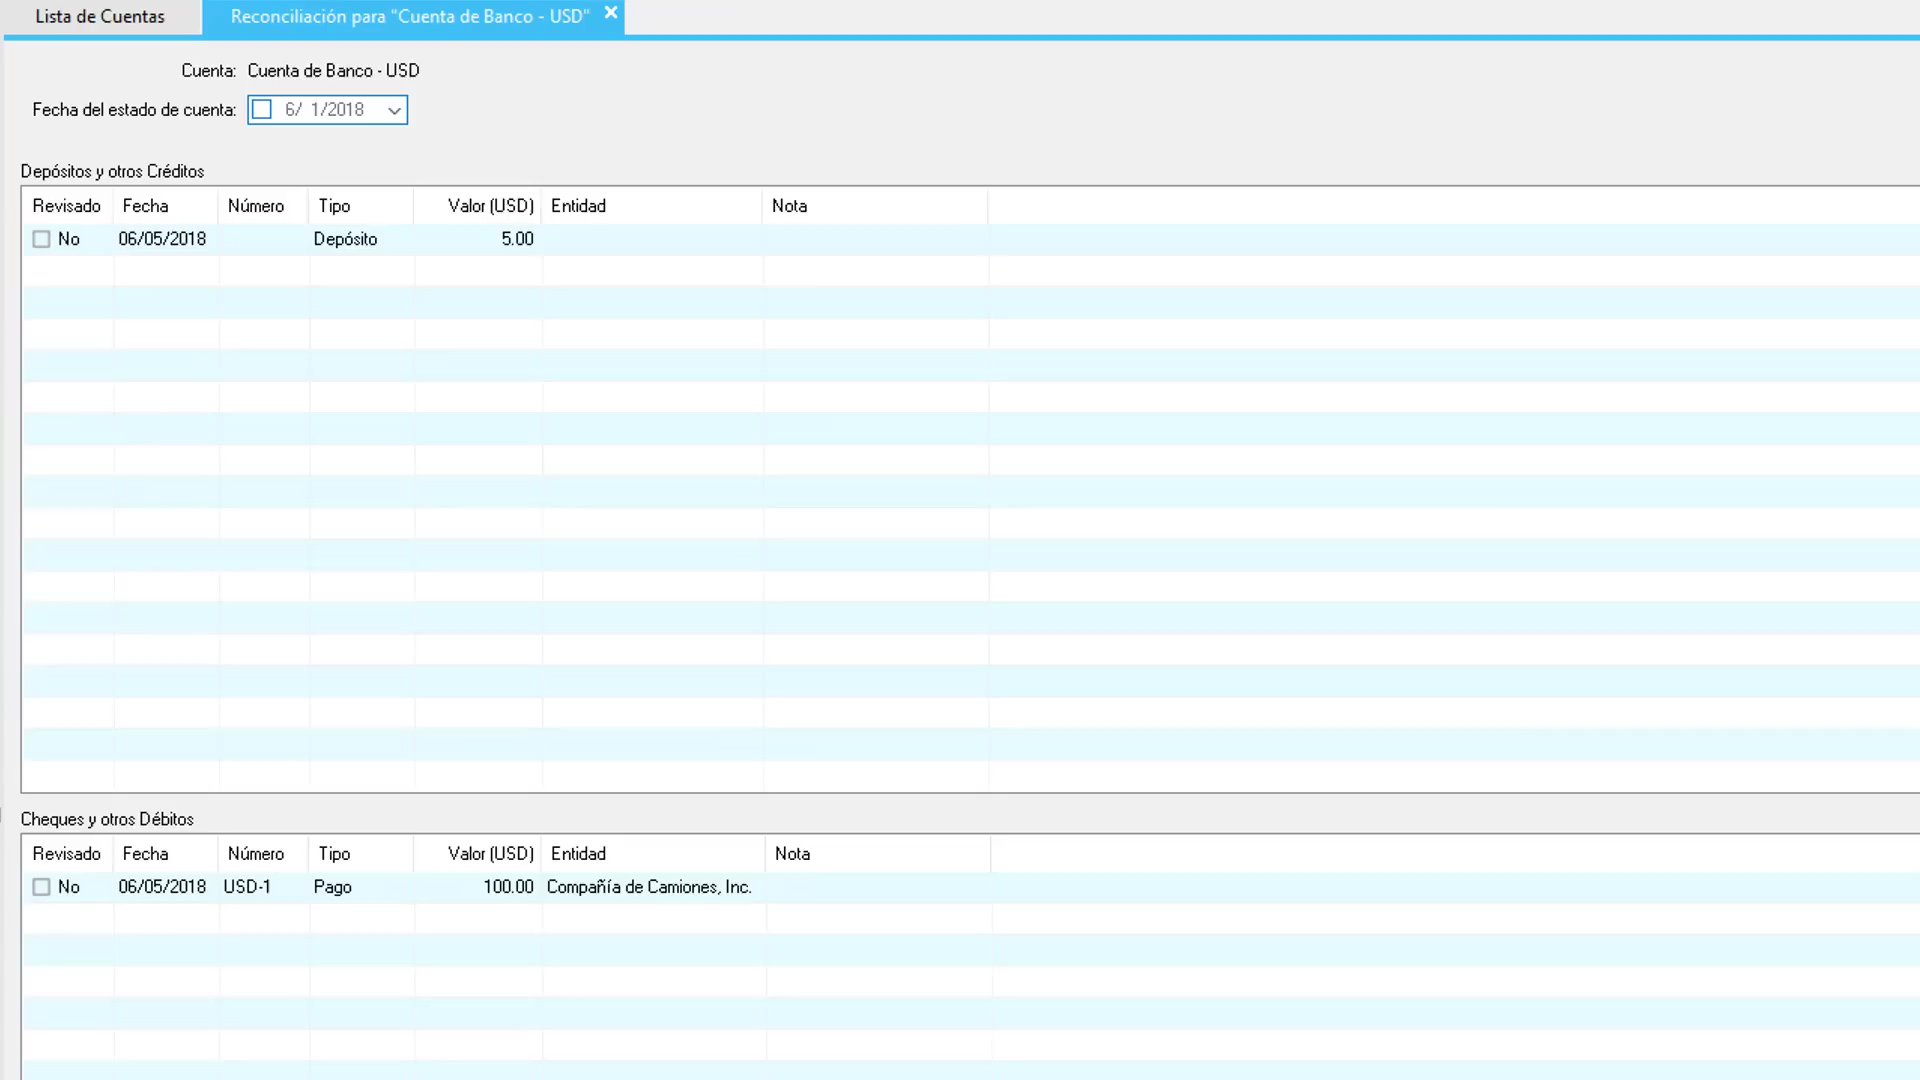 Lista de Cuentas
Reconciliación para "Cuenta de Banco - USD"
Cuenta: Cuenta de Banco - USD
Fecha del estado de cuenta: 6/ 1/2018
Depósitos y otros Créditos
Revisado Fecha Número Tipo Valor (USD) Entidad Nota
No 06/05/2018 Depósito 5.00
Cheques y otros Débitos
Revisado Fecha Número Tipo Valor (USD) Entidad Nota
No 06/05/2018 USD-1 Pago 100.00 Compañía de Camiones, Inc.